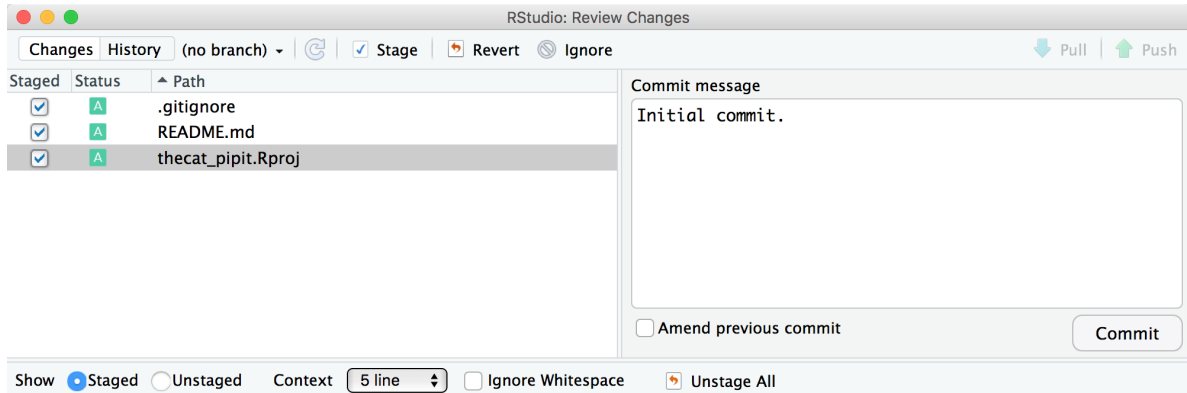 RStudio: Review Changes
Changes History (no branch) Stage Revert Ignore Pull Push
Staged Status Path
A .gitignore
A README.md
A thecat_pipit.Rproj
Commit message
Initial commit.
Amend previous commit Commit
Show Staged Unstaged Context 5 line Ignore Whitespace Unstage All